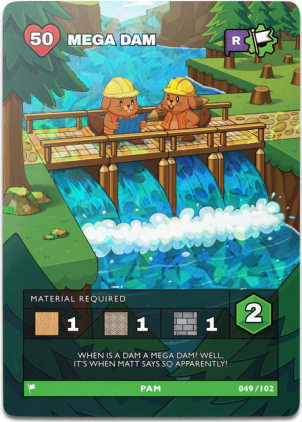 50 MEGA DAM R
MATERIAL REQUIRED
1 1 1 2
WHEN IS A DAM A MEGA DAM? WELL,
IT'S WHEN MATT SAYS SO APPARENTLY!
PAM 049/102